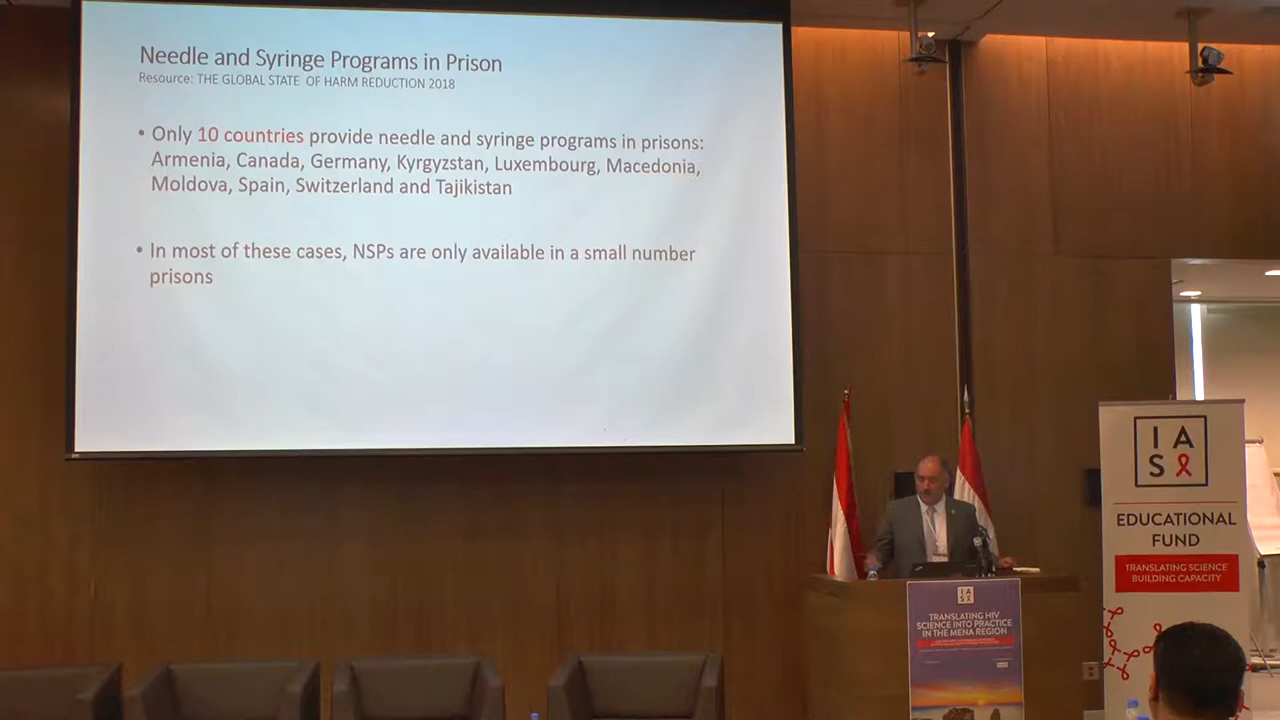 Needle and Syringe Programs in Prison
Resource: THE GLOBAL STATE OF HARM REDUCTION 2018
• Only 10 countries provide needle and syringe programs in prisons:
Armenia, Canada, Germany, Kyrgyzstan, Luxembourg, Macedonia,
Moldova, Spain, Switzerland and Tajikistan
• In most of these cases, NSPs are only available in a small number
prisons
I A
S
EDUCATIONAL
FUND
TRANSLATING SCIENCE
BUILDING CAPACITY
I A
S
TRANSLATING HIV
SCIENCE INTO PRACTICE
IN THE MENA REGION